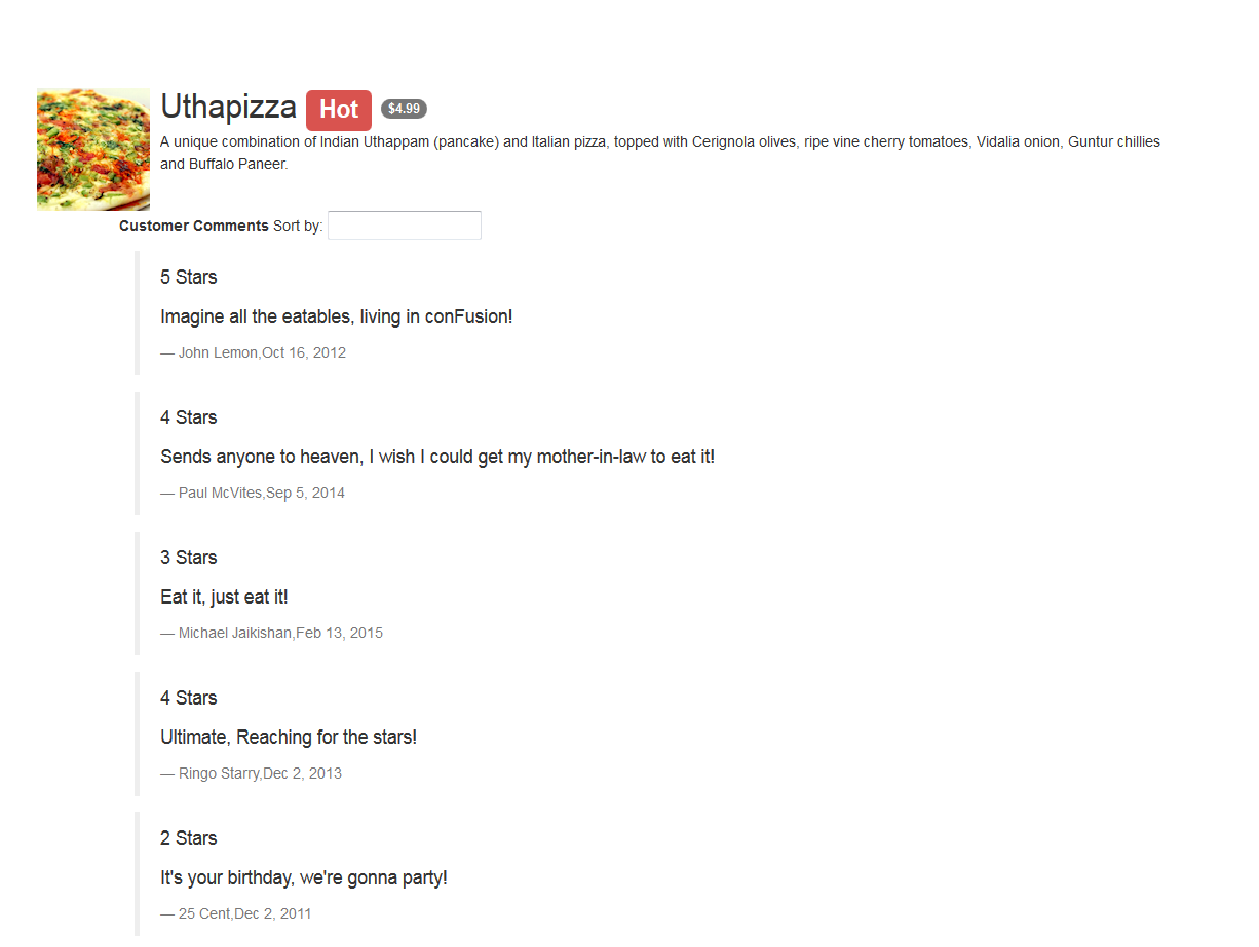 Uthapizza Hot $4.99
A unique combination of Indian Uthappam (pancake) and Italian pizza, topped with Cerignola olives, ripe vine cherry tomatoes, Vidalia onion, Guntur chillies
and Buffalo Paneer.
Customer Comments Sort by:
5 Stars
Imagine all the eatables, living in conFusion!
— John Lemon,Oct 16, 2012
4 Stars
Sends anyone to heaven, I wish I could get my mother-in-law to eat it!
— Paul McVites,Sep 5, 2014
3 Stars
Eat it, just eat it!
— Michael Jaikishan,Feb 13, 2015
4 Stars
Ultimate, Reaching for the stars!
— Ringo Starry,Dec 2, 2013
2 Stars
It's your birthday, we're gonna party!
— 25 Cent,Dec 2, 2011